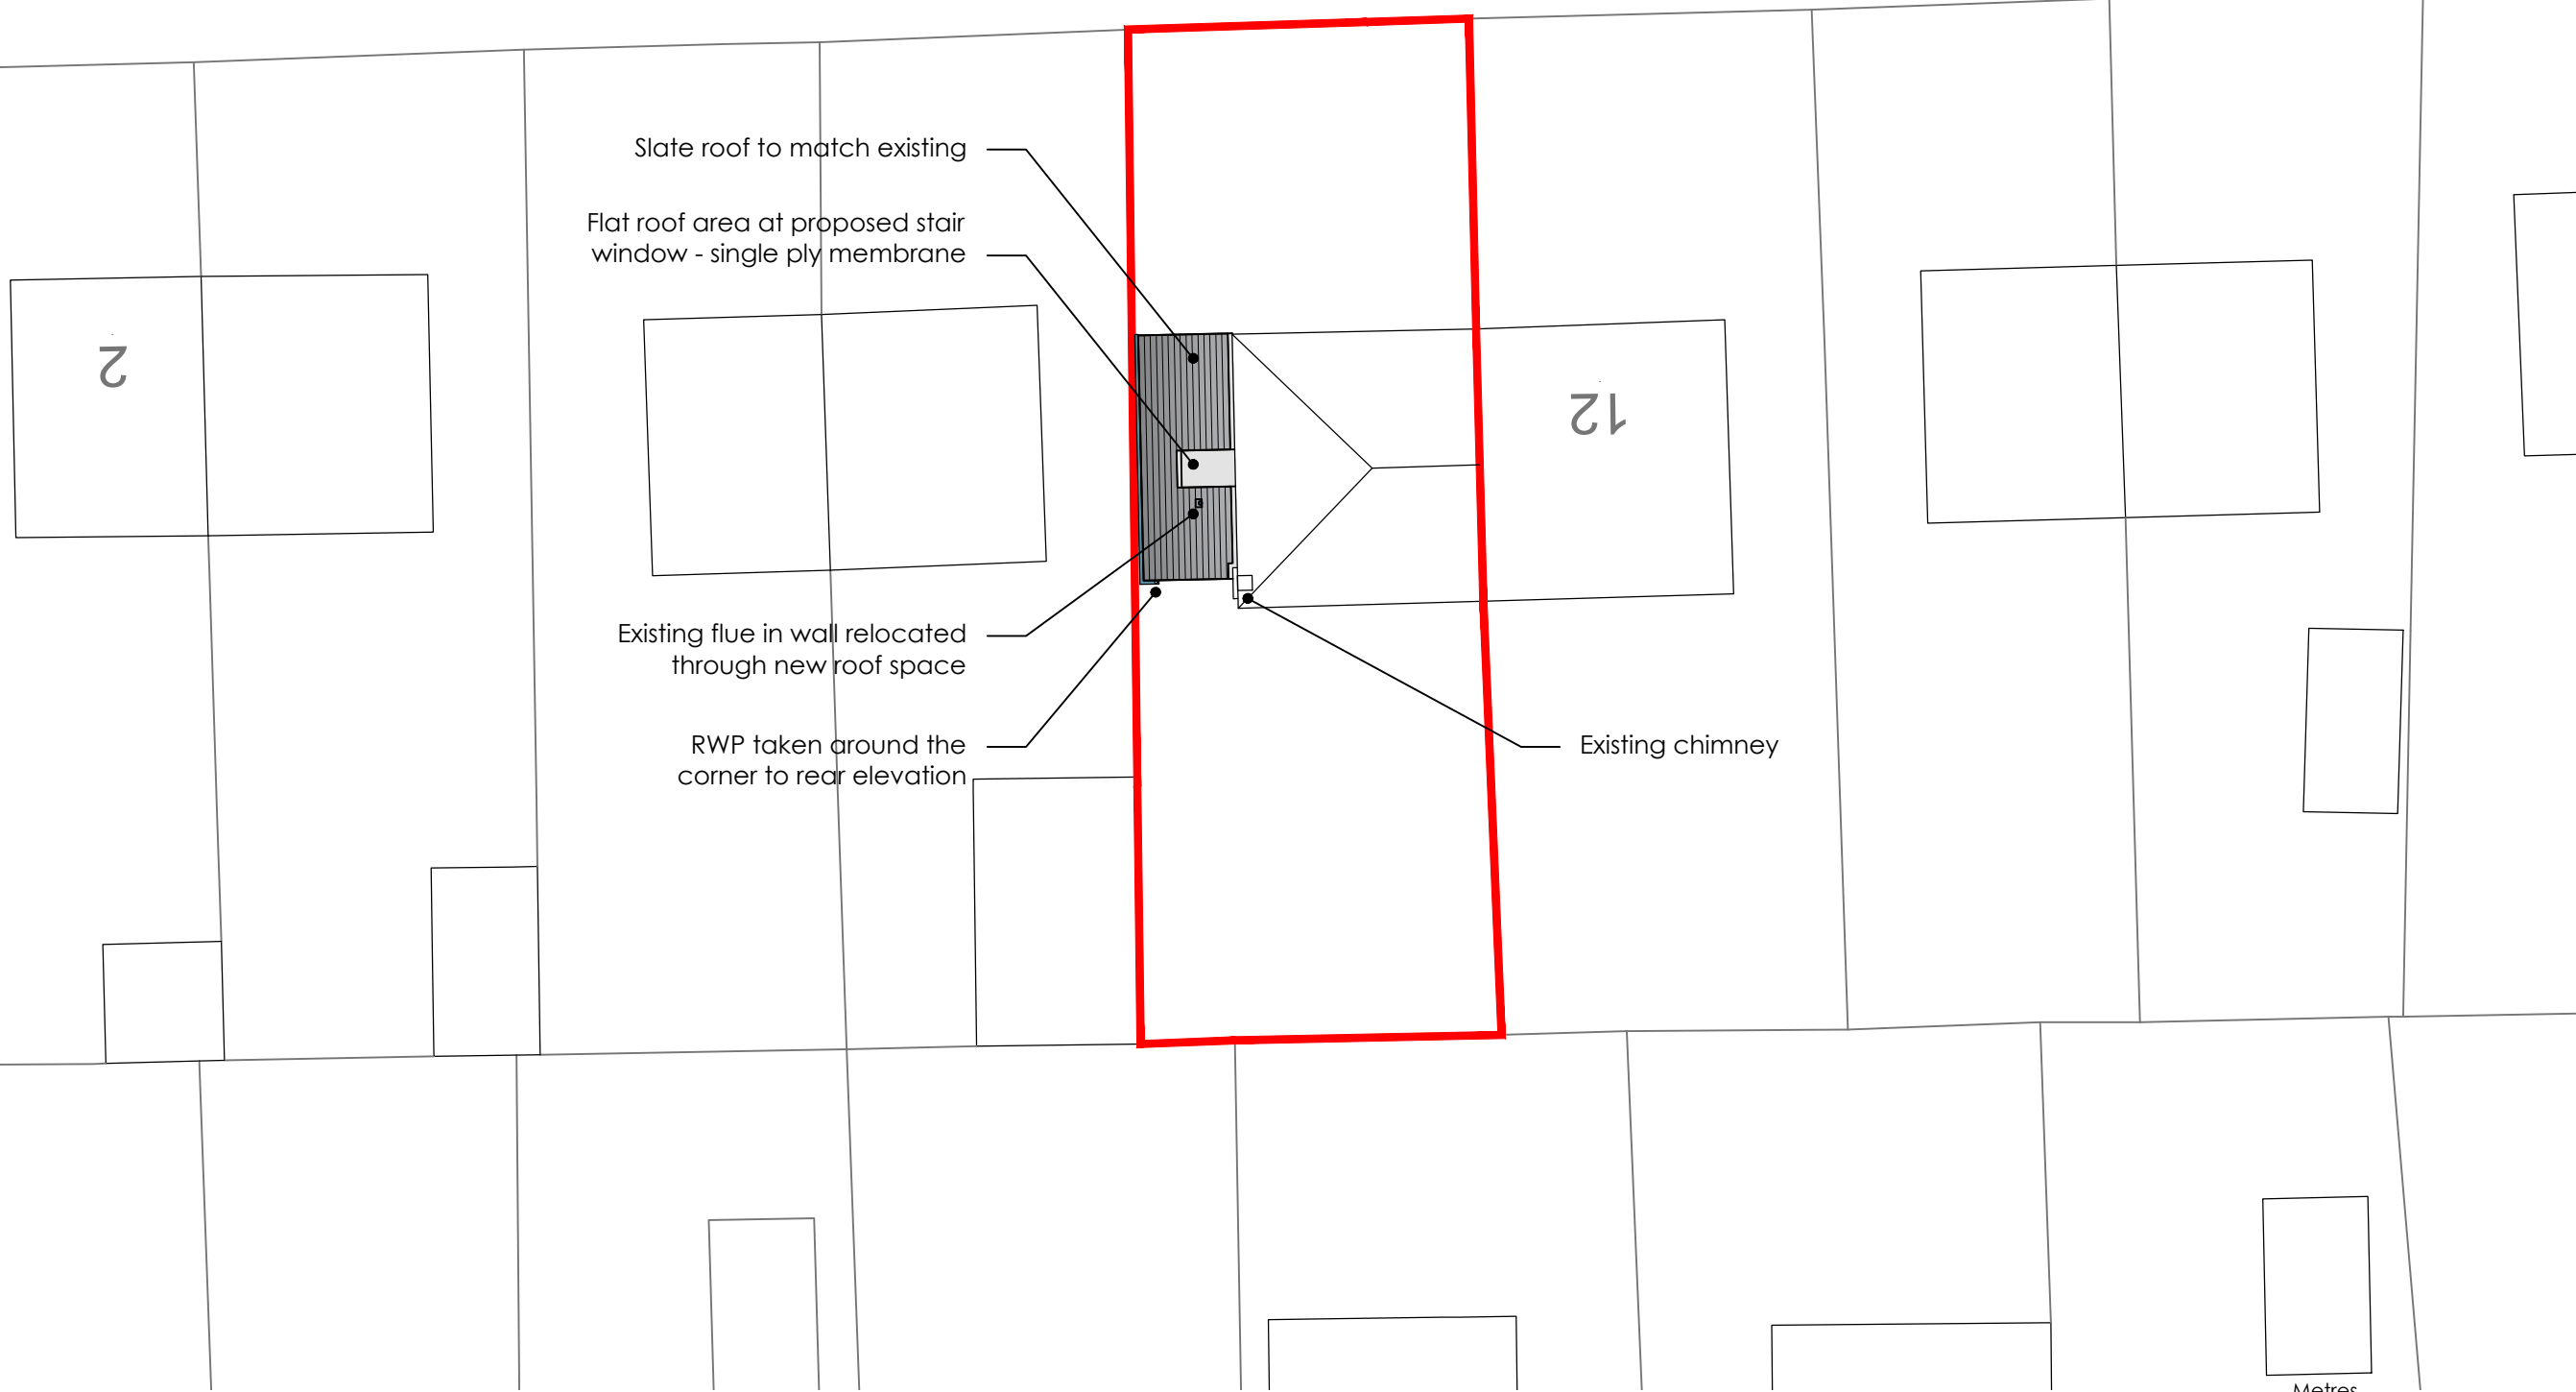 Slate roof to match existing
Flat roof area at proposed stair
window - single ply membrane
2
12
Existing flue in wall relocated
through new roof space
RWP taken around the
corner to rear elevation
Existing chimney
Metres